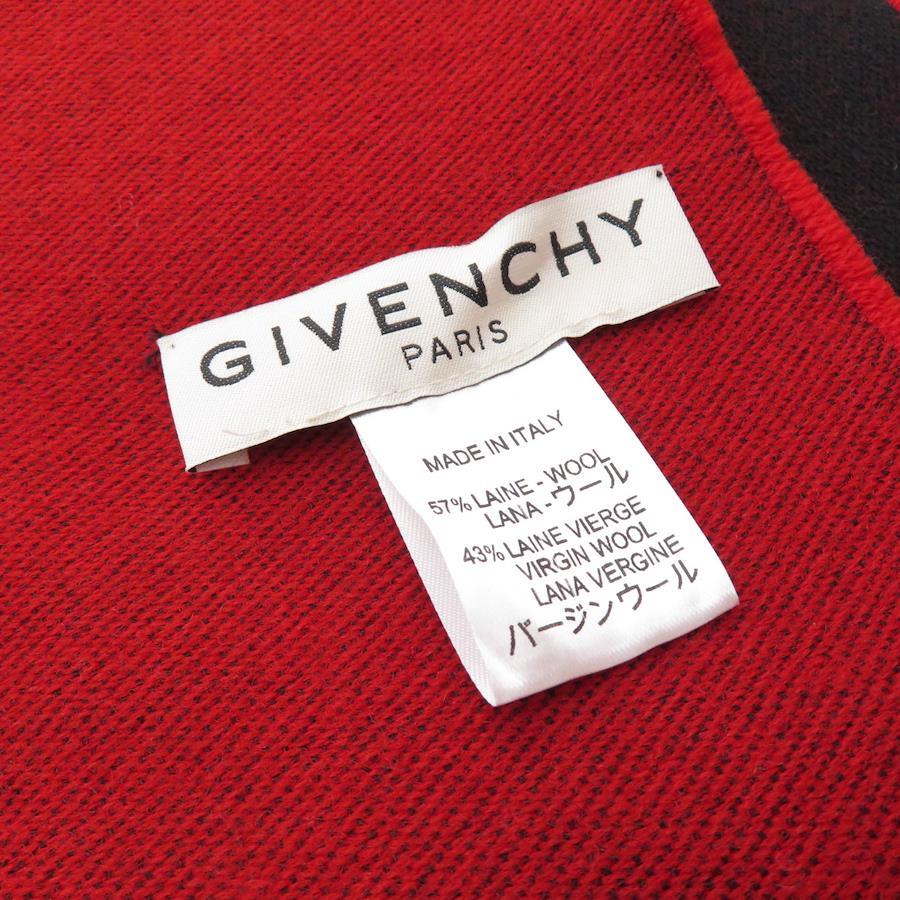 GIVENCHY
PARIS
MADE IN ITALY
57% LAINE - WOOL
LANA - ウール
43% LAINE VIERGE
VIRGIN WOOL
LANA VERGINE
バージンウール